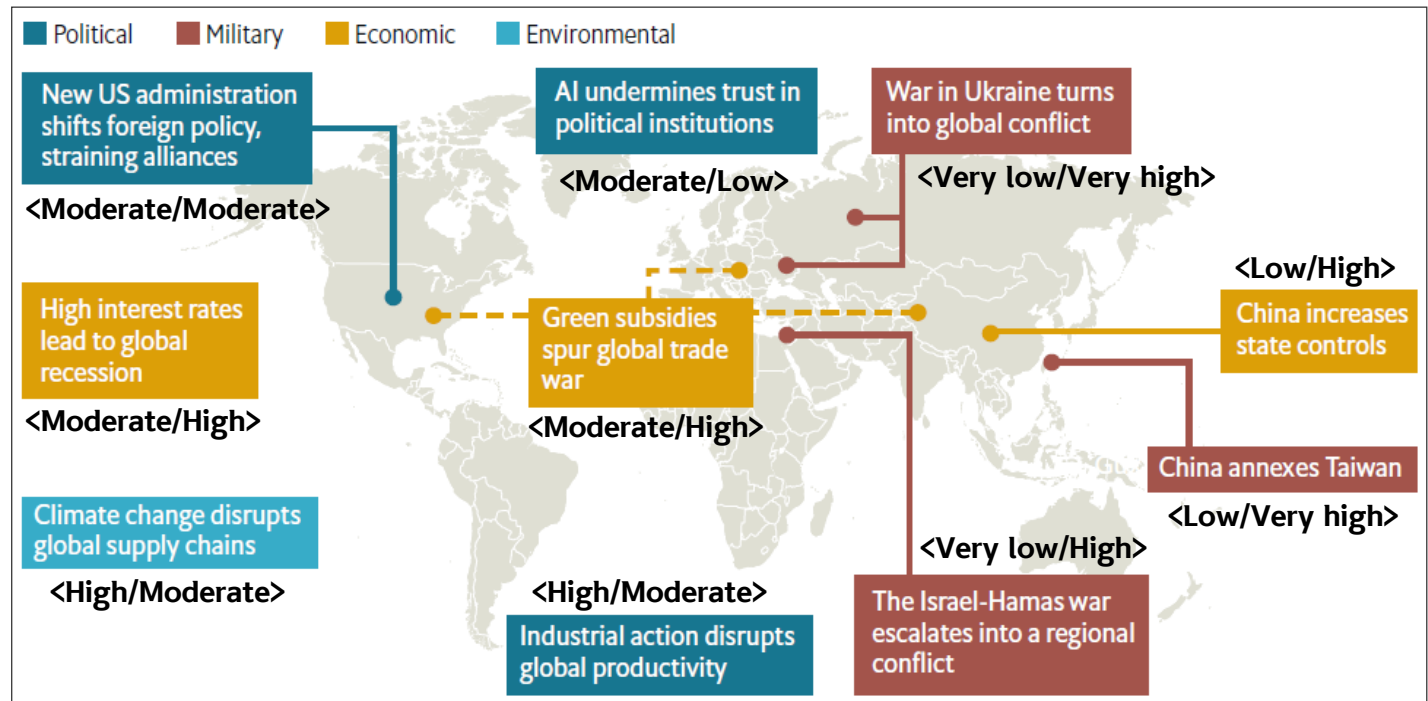 Political Military Economic Environmental
New US administration
shifts foreign policy,
straining alliances
<Moderate/Moderate>
AI undermines trust in
political institutions
<Moderate/Low>
War in Ukraine turns
into global conflict
<Very low/Very high>
High interest rates
lead to global
recession
<Moderate/High>
Green subsidies
spur global trade
war
<Moderate/High>
<Low/High>
China increases
state controls
China annexes Taiwan
<Low/Very high>
Climate change disrupts
global supply chains
<High/Moderate>
<High/Moderate>
Industrial action disrupts
global productivity
<Very low/High>
The Israel-Hamas war
escalates into a regional
conflict